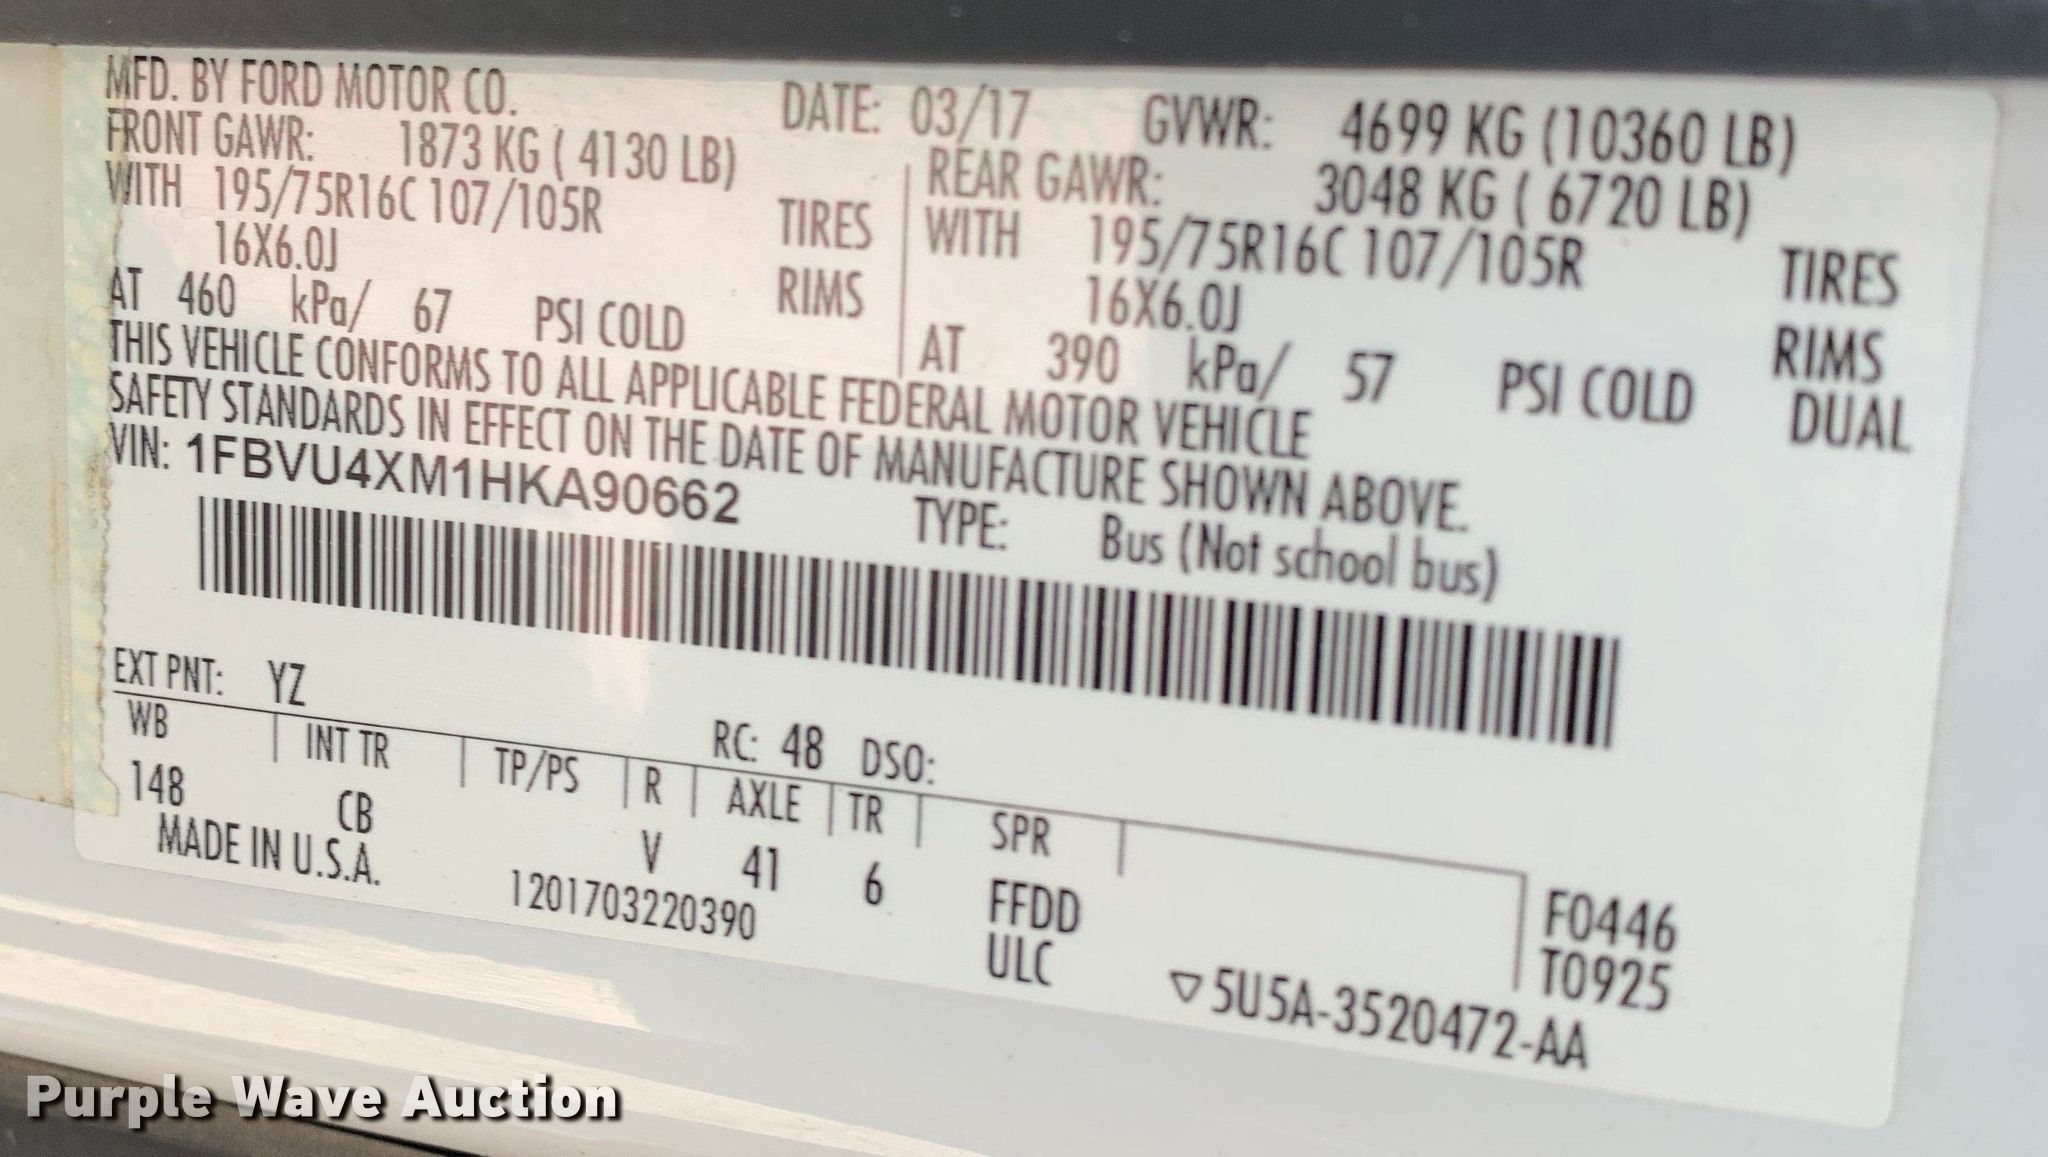 MFD. BY FORD MOTOR CO. DATE: 03/17 GVWR: 4699 KG (10360 LB)
FRONT GAWR: 1873 KG ( 4130 LB) REAR GAWR: 3048 KG ( 6720 LB)
WITH 195/75R16C 107/105R TIRES WITH 195/75R16C 107/105R TIRES
16X6.0J RIMS 16X6.0J RIMS
AT 460 kPa/ 67 PSI COLD AT 390 kPa/ 57 PSI COLD DUAL
THIS VEHICLE CONFORMS TO ALL APPLICABLE FEDERAL MOTOR VEHICLE
SAFETY STANDARDS IN EFFECT ON THE DATE OF MANUFACTURE SHOWN ABOVE.
VIN: 1FBVU4XM1HKA90662 TYPE: Bus (Not school bus)
EXT PNT: YZ RC: 48 DSO:
WB INT TR TP/PS R AXLE TR SPR
148 CB V 41 6 FFDD F0446
MADE IN U.S.A. 1201703220390 ULC T0925
▽5U5A-3520472-AA
Purple Wave Auction